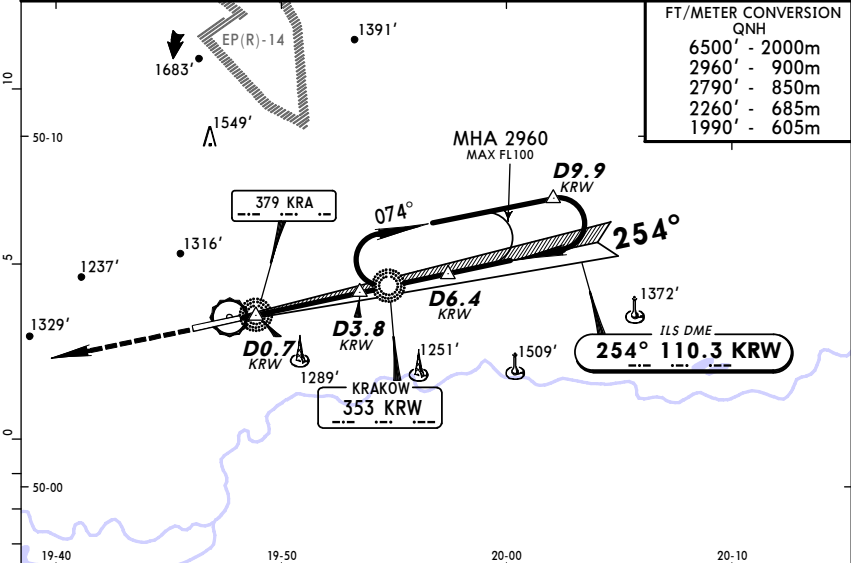 FT/METER CONVERSION
QNH
6500' - 2000m
2960' - 900m
2790' - 850m
2260' - 685m
1990' - 605m
1391'
EP(R)-14
1683'
10
1549'
50-10
MHA 2960
MAX FL100
D9.9
KRW
379 KRA
074°
254°
1316'
5
1237'
D6.4
KRW
1372'
D3.8
KRW
1329'
D0.7
KRW
ILS DME
254° 110.3 KRW
1251'
1509'
1289'
KRAKOW
353 KRW
0
50-00
19-40
19-50
20-00
20-10